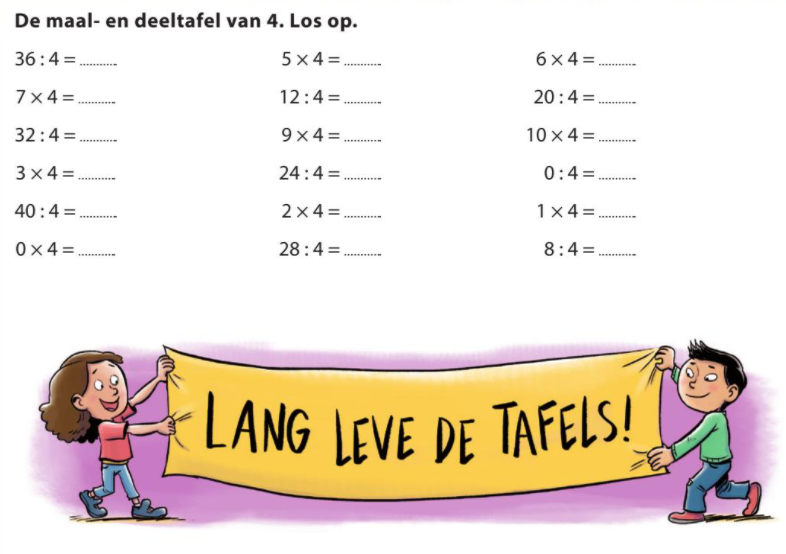 De maal- en deeltafel van 4. Los op.
36 : 4 = .......... 5 × 4 = .......... 6 × 4 = ..........
7 × 4 = .......... 12 : 4 = .......... 20 : 4 = ..........
32 : 4 = .......... 9 × 4 = .......... 10 × 4 = ..........
3 × 4 = .......... 24 : 4 = .......... 0 : 4 = ..........
40 : 4 = .......... 2 × 4 = .......... 1 × 4 = ..........
0 × 4 = .......... 28 : 4 = .......... 8 : 4 = ..........
LANG LEVE DE TAFELS!